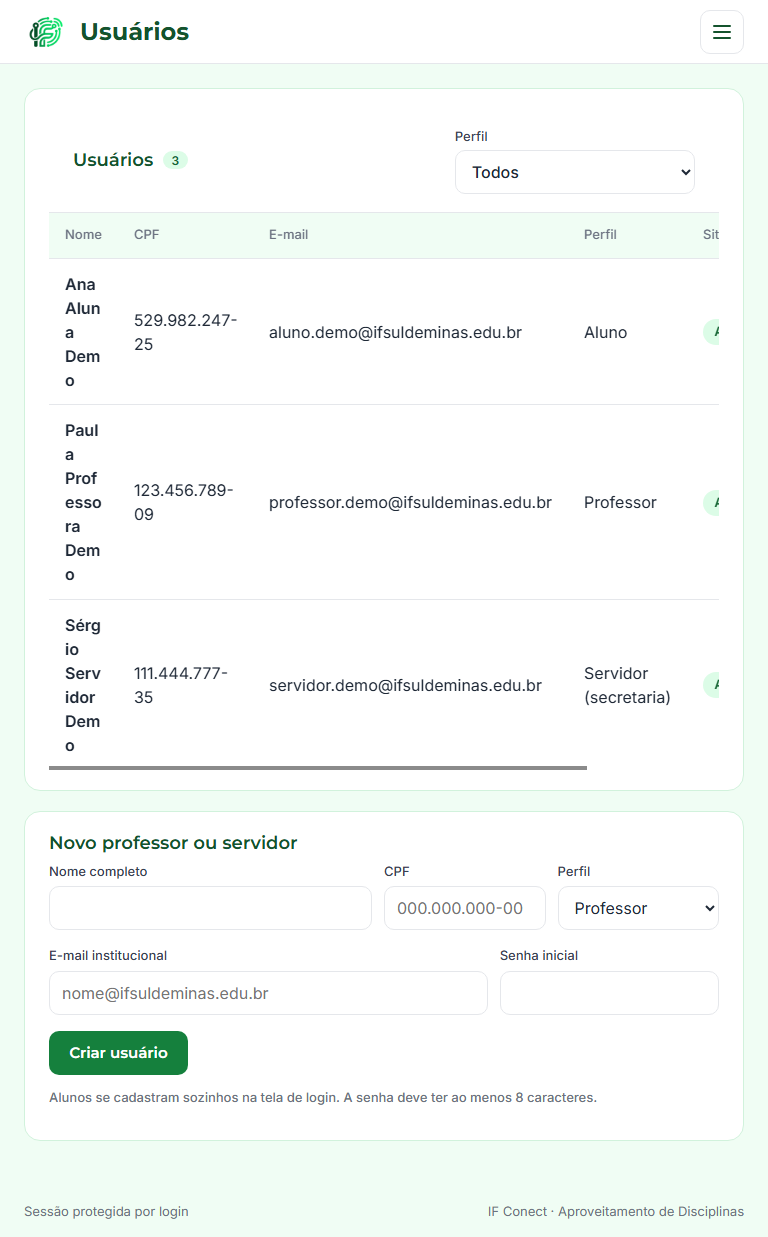 Usuários
Usuários 3
Perfil
Todos
Nome CPF E-mail Perfil Sit
Ana
Alun
a
Dem
o
529.982.247-
25
aluno.demo@ifsuldeminas.edu.br
Aluno
A
Paul
a
Prof
esso
ra
Dem
o
123.456.789-
09
professor.demo@ifsuldeminas.edu.br
Professor
A
Sérg
io
Serv
idor
Dem
o
111.444.777-
35
servidor.demo@ifsuldeminas.edu.br
Servidor
(secretaria)
A
Novo professor ou servidor
Nome completo CPF Perfil
000.000.000-00 Professor
E-mail institucional Senha inicial
nome@ifsuldeminas.edu.br
Criar usuário
Alunos se cadastram sozinhos na tela de login. A senha deve ter ao menos 8 caracteres.
Sessão protegida por login IF Conect · Aproveitamento de Disciplinas